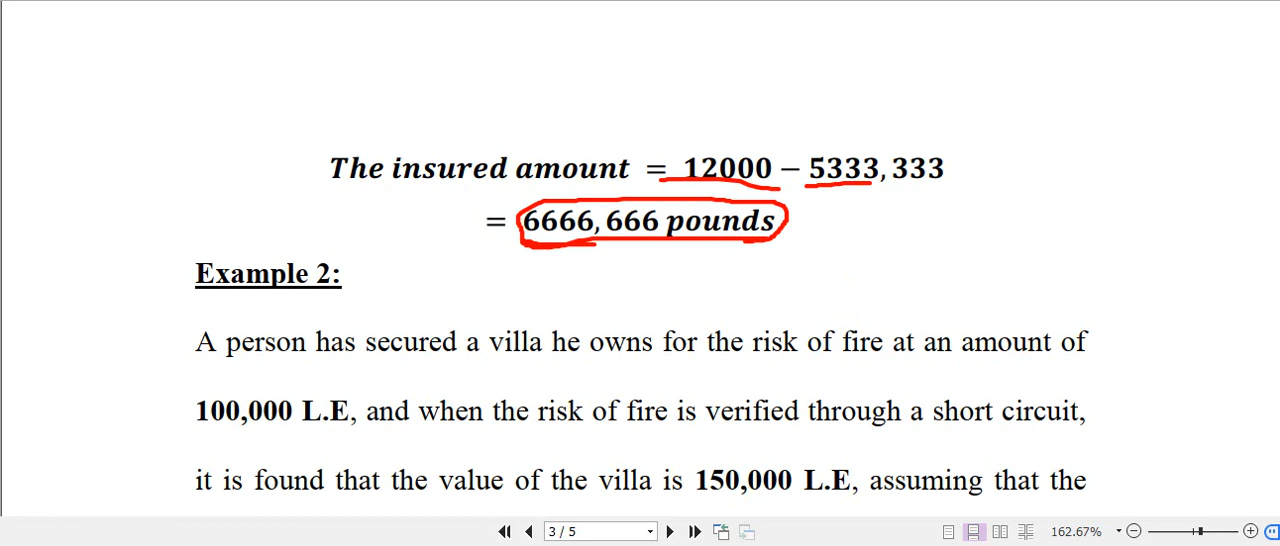 The insured amount = 12000 − 5333,333
= 6666,666 pounds
Example 2:
A person has secured a villa he owns for the risk of fire at an amount of
100,000 L.E, and when the risk of fire is verified through a short circuit,
it is found that the value of the villa is 150,000 L.E, assuming that the
3 / 5
162.67%